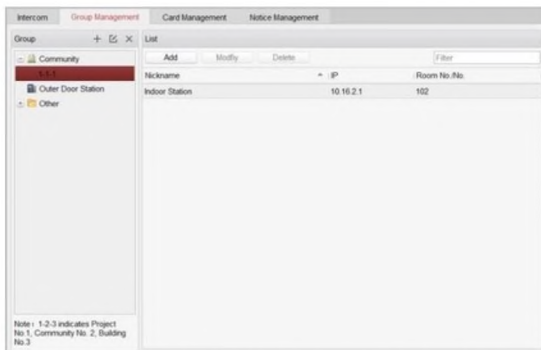 Intercom Group Management Card Management Notice Management
Group List
Community Add Modfiy Delete Filter
1-1-1 Nickname IP Room No./No.
Outer Door Station Indoor Station 10.16.2.1 102
Other
Note: 1-2-3 indicates Project
No.1, Community No. 2, Building
No.3